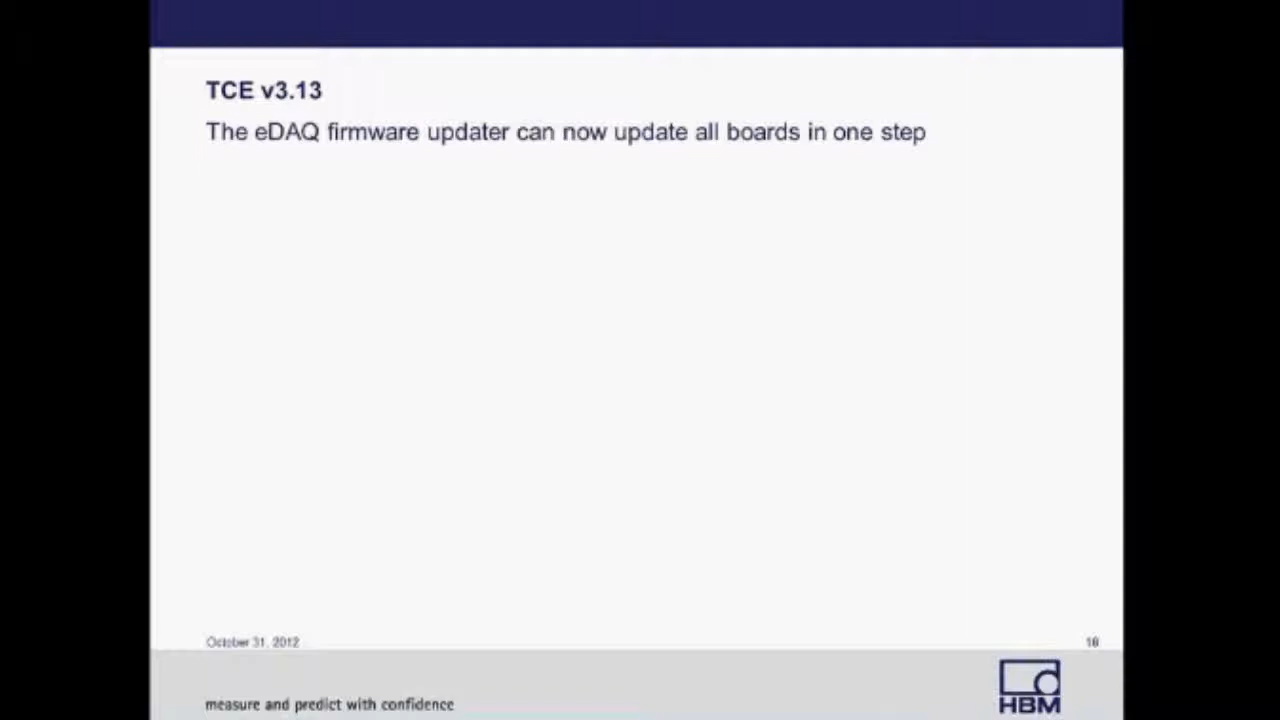 TCE v3.13
The eDAQ firmware updater can now update all boards in one step
October 31, 2012
measure and predict with confidence
HBM